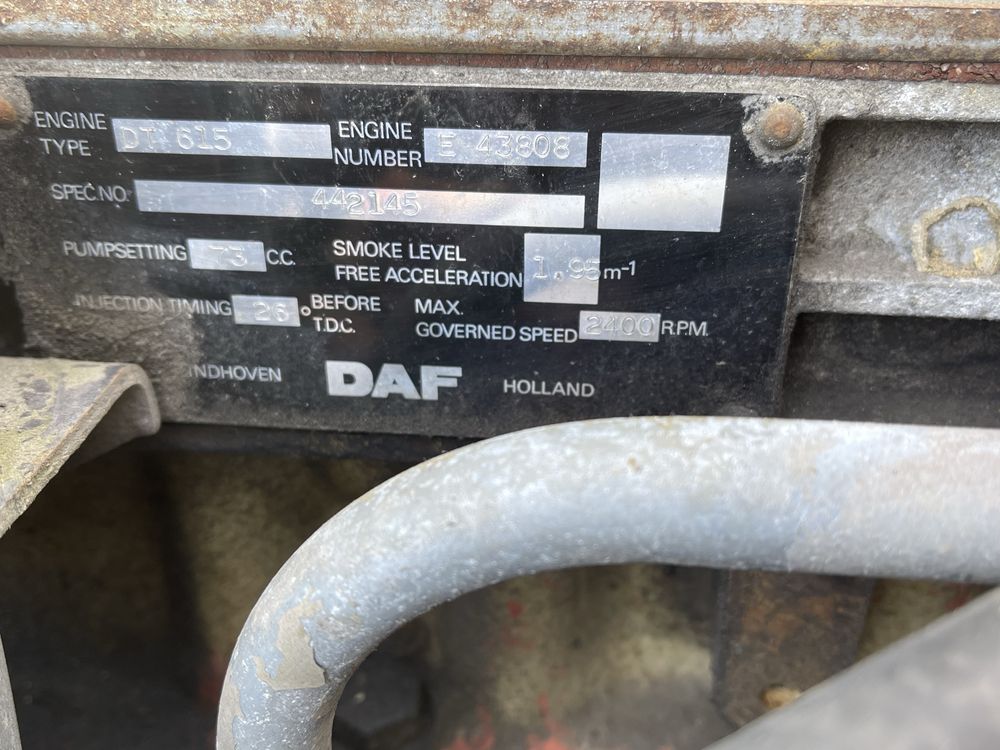 ENGINE TYPE DT 615 ENGINE NUMBER E 43808
SPEC.NO 442145
PUMPSETTING 73 C.C. SMOKE LEVEL FREE ACCELERATION 1.95 m-1
INJECTION TIMING 26° BEFORE T.D.C. MAX. GOVERNED SPEED 2400 R.P.M.
INDHOVEN DAF HOLLAND